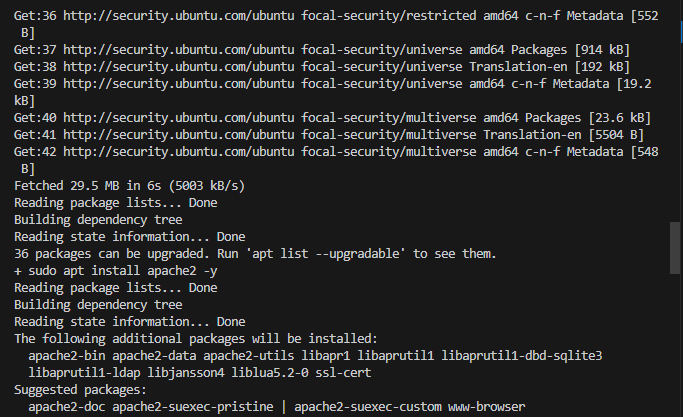 Get:36 http://security.ubuntu.com/ubuntu focal-security/restricted amd64 c-n-f Metadata [552
 B]
Get:37 http://security.ubuntu.com/ubuntu focal-security/universe amd64 Packages [914 kB]
Get:38 http://security.ubuntu.com/ubuntu focal-security/universe Translation-en [192 kB]
Get:39 http://security.ubuntu.com/ubuntu focal-security/universe amd64 c-n-f Metadata [19.2
kB]
Get:40 http://security.ubuntu.com/ubuntu focal-security/multiverse amd64 Packages [23.6 kB]
Get:41 http://security.ubuntu.com/ubuntu focal-security/multiverse Translation-en [5504 B]
Get:42 http://security.ubuntu.com/ubuntu focal-security/multiverse amd64 c-n-f Metadata [548
 B]
Fetched 29.5 MB in 6s (5003 kB/s)
Reading package lists... Done
Building dependency tree
Reading state information... Done
36 packages can be upgraded. Run 'apt list --upgradable' to see them.
+ sudo apt install apache2 -y
Reading package lists... Done
Building dependency tree
Reading state information... Done
The following additional packages will be installed:
  apache2-bin apache2-data apache2-utils libapr1 libaprutil1 libaprutil1-dbd-sqlite3
  libaprutil1-ldap libjansson4 liblua5.2-0 ssl-cert
Suggested packages:
  apache2-doc apache2-suexec-pristine | apache2-suexec-custom www-browser